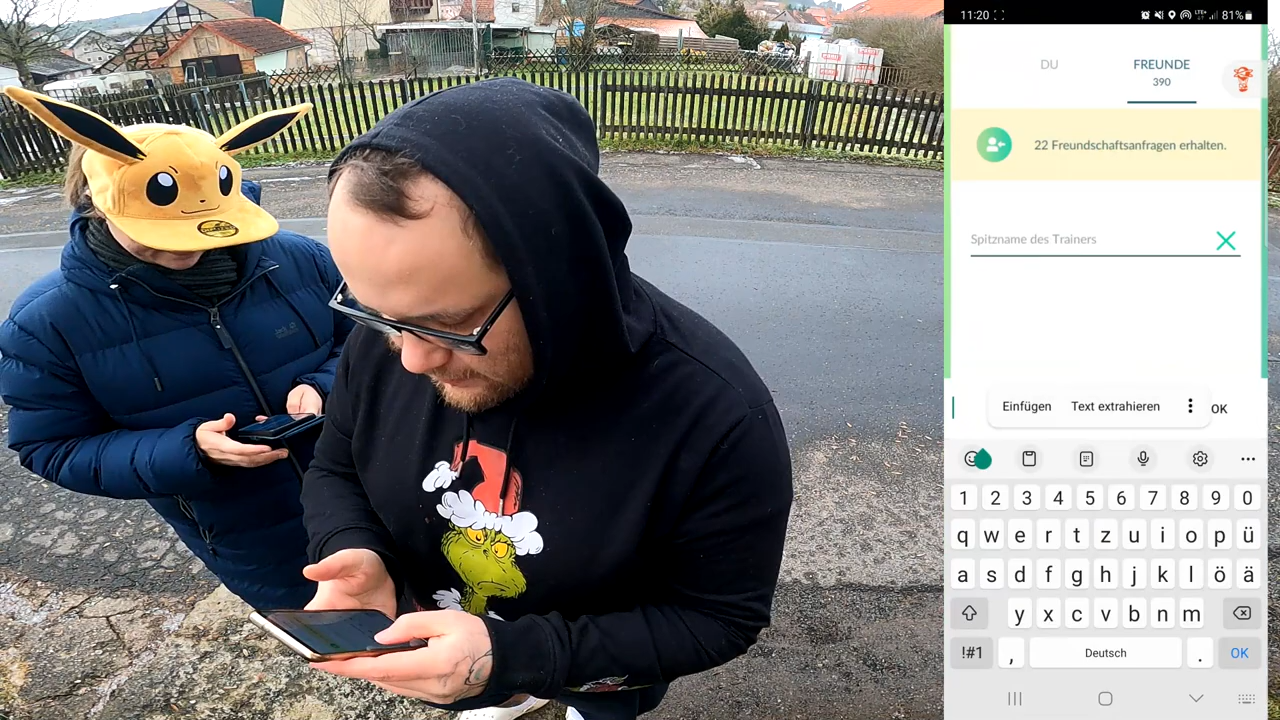 11:20
LTE+
81%
DU
FREUNDE
390
22 Freundschaftsanfragen erhalten.
Spitzname des Trainers
Einfügen Text extrahieren OK
1 2 3 4 5 6 7 8 9 0
q w e r t z u i o p ü
a s d f g h j k l ö ä
y x c v b n m
!#1 , Deutsch . OK